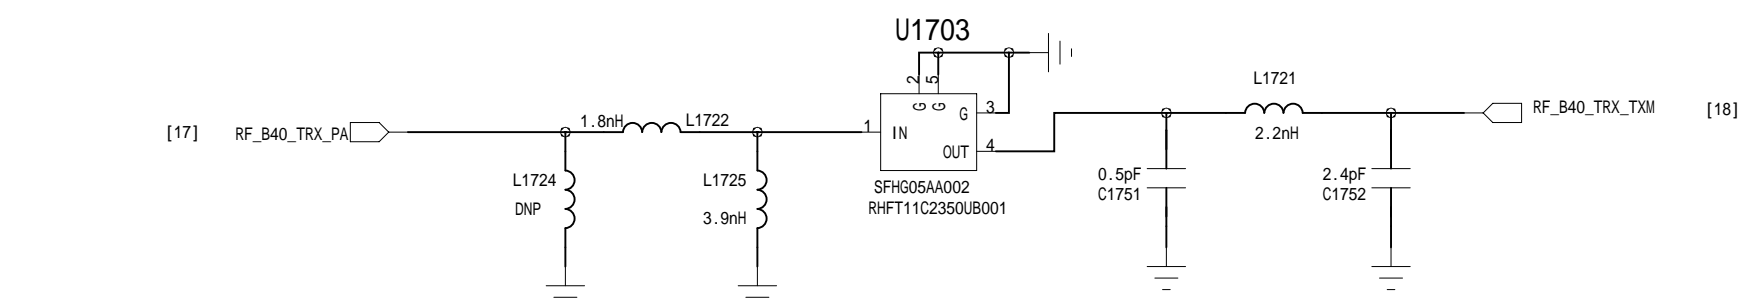 U1703
L1721
2
5
G
G
3
G
[17]
RF_B40_TRX_PA
1.8nH
L1722
1
IN
RF_B40_TRX_TXM
[18]
2.2nH
OUT
4
L1724
DNP
L1725
3.9nH
SFHG05AA002
RHFT11C2350UB001
0.5pF
C1751
2.4pF
C1752